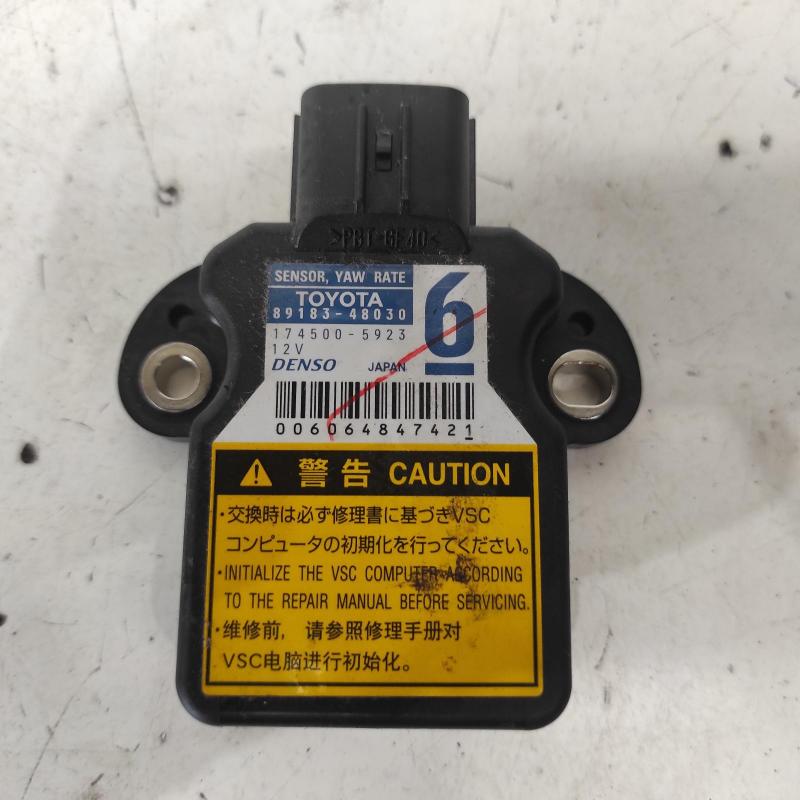 >PBT-GF40<
SENSOR, YAW RATE
TOYOTA
89183-48030
6
174500-5923
12V
DENSO JAPAN
006064847421
警告 CAUTION
・交換時は必ず修理書に基づきVSC
コンピュータの初期化を行ってください。
・INITIALIZE THE VSC COMPUTER ACCORDING
TO THE REPAIR MANUAL BEFORE SERVICING.
・维修前，请参照修理手册对
VSC电脑进行初始化。